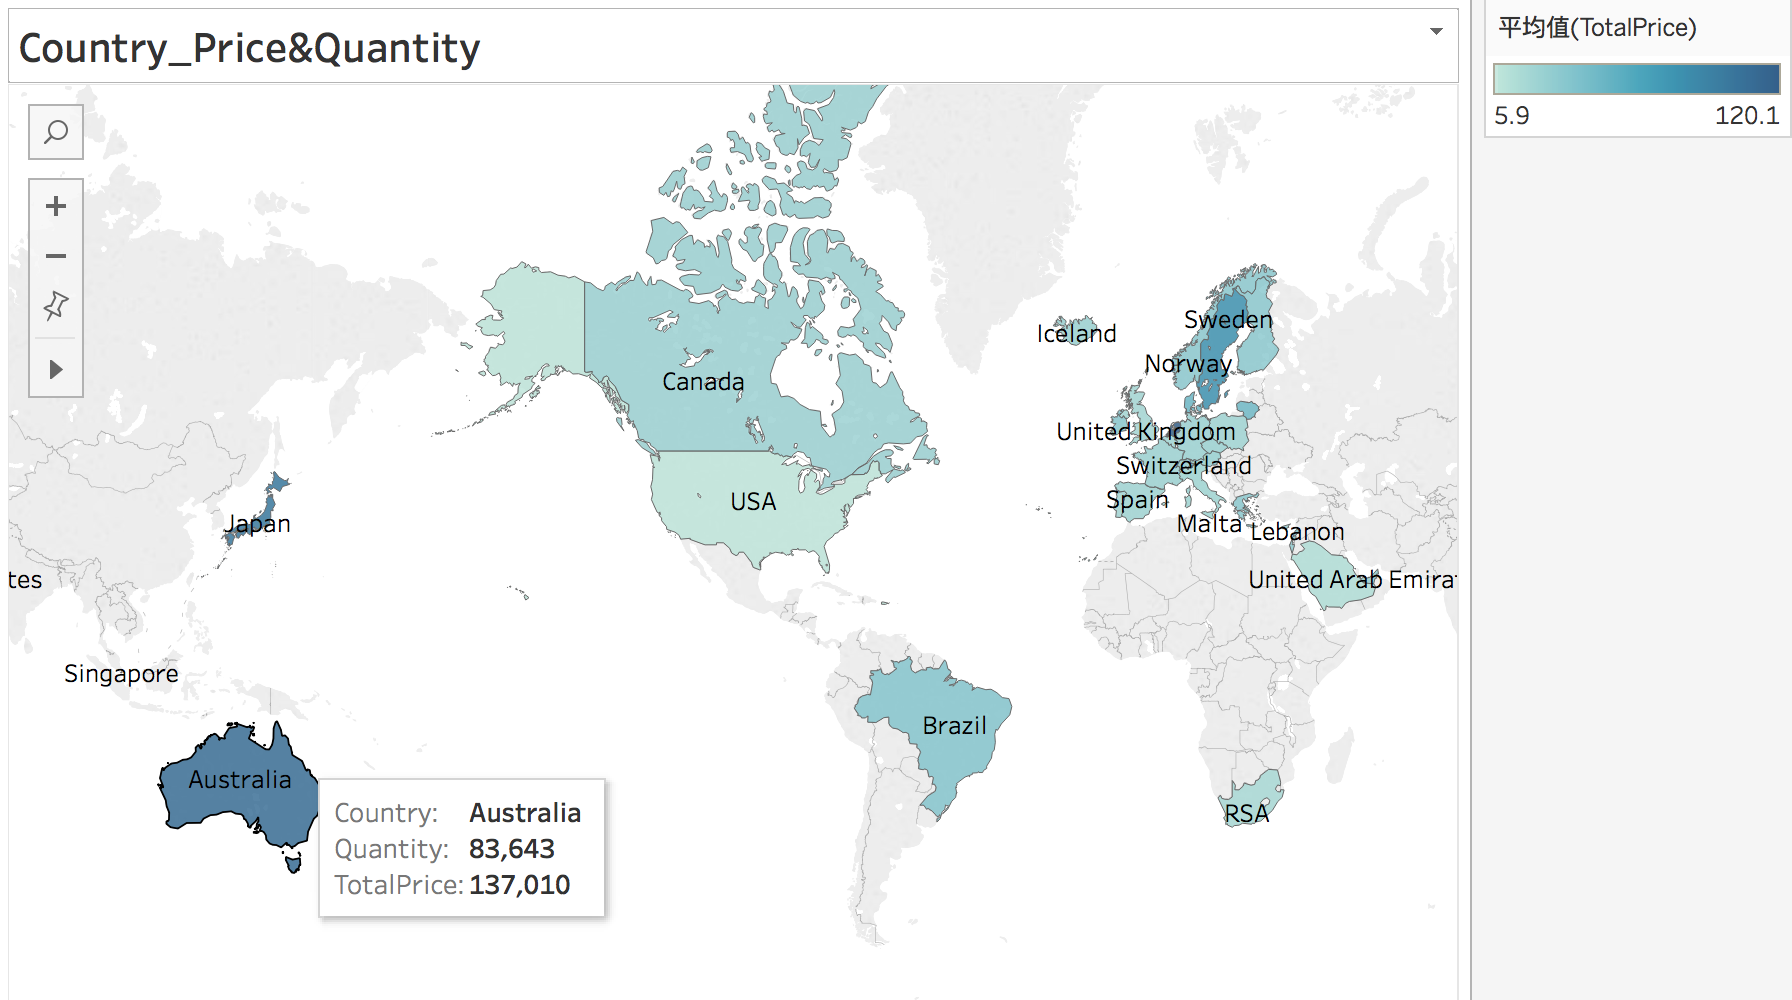 Country_Price&Quantity
平均值(TotalPrice)
5.9 120.1
Iceland
Sweden
Norway
Canada
United Kingdom
Switzerland
USA
Spain
Japan
Malta
Lebanon
tes
United Arab Emira
Singapore
Brazil
Australia
RSA
Country: Australia
Quantity: 83,643
TotalPrice: 137,010